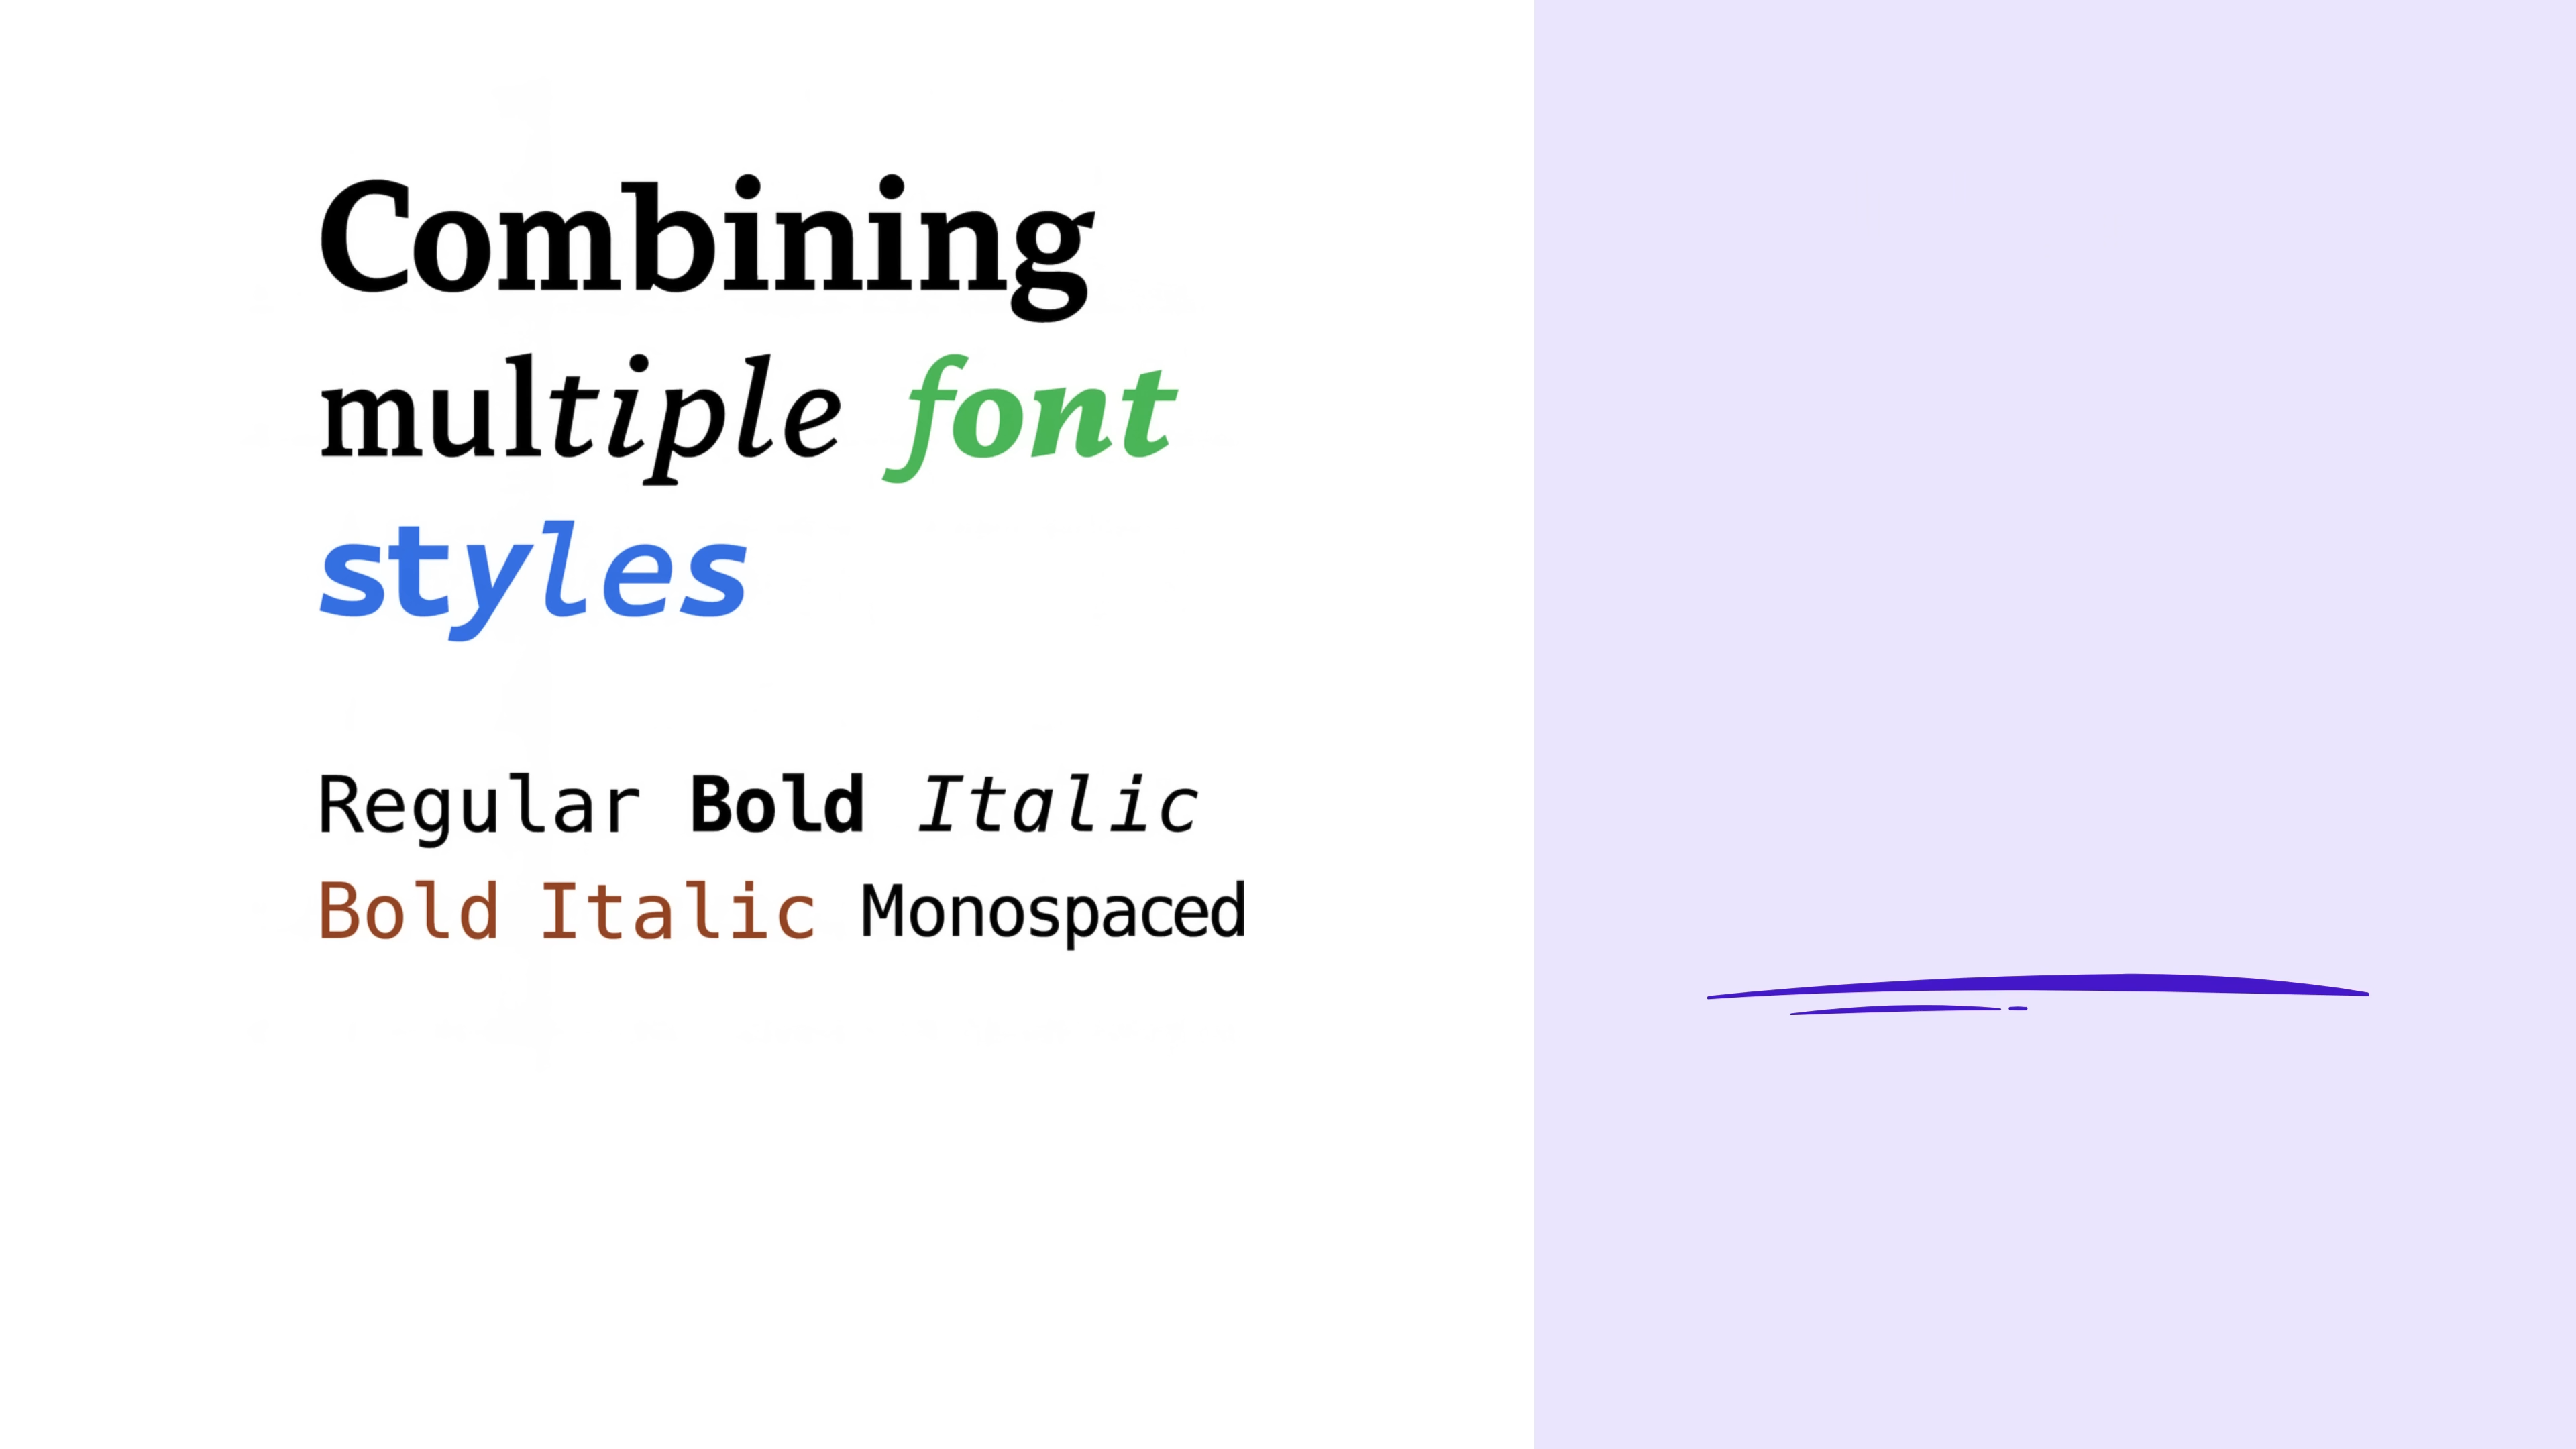 Combining
multiple font
styles
Regular Bold Italic
Bold Italic Monospaced